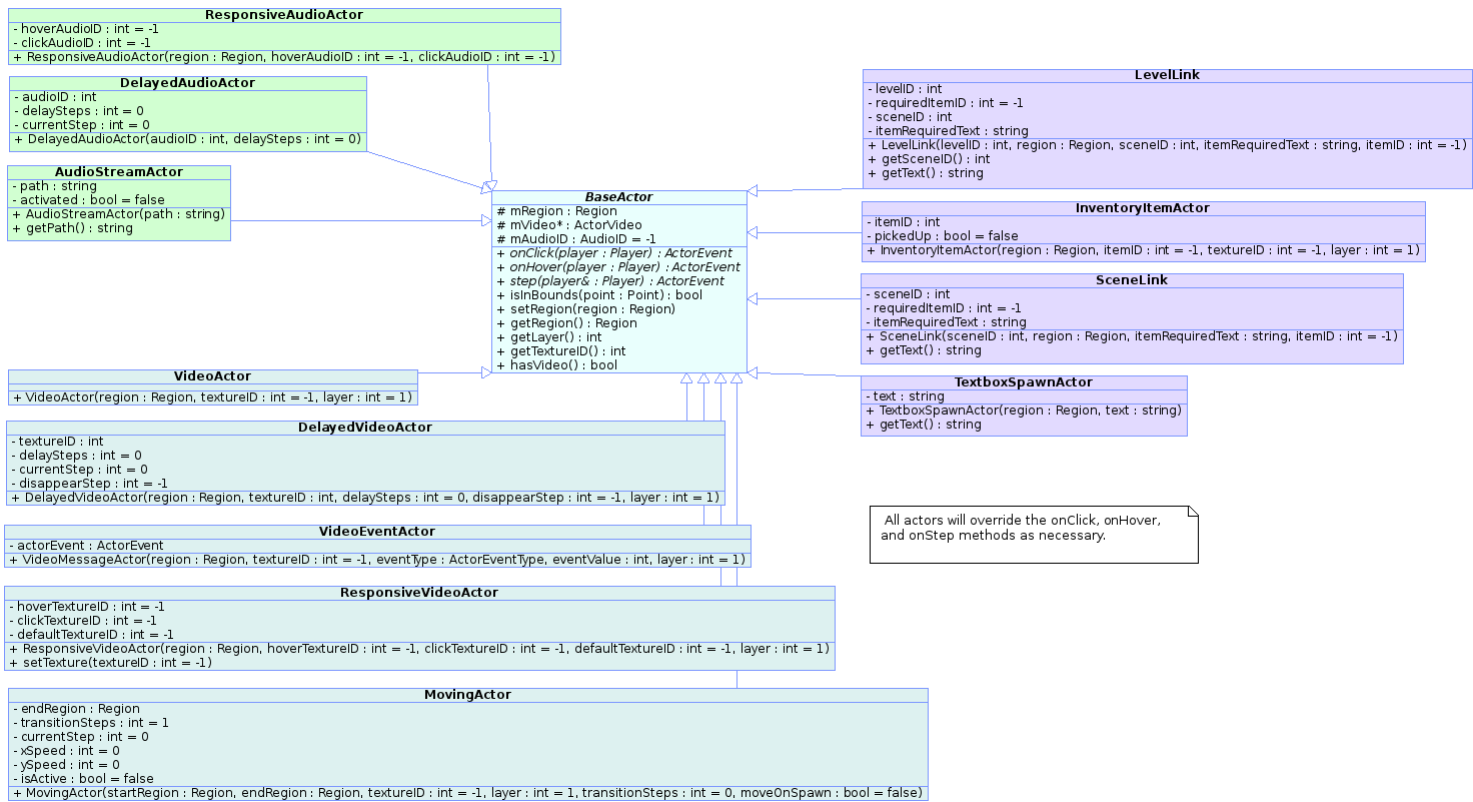 ResponsiveAudioActor
- hoverAudioID : int = -1
- clickAudioID : int = -1
+ ResponsiveAudioActor(region : Region, hoverAudioID : int = -1, clickAudioID : int = -1)
DelayedAudioActor
- audioID : int
- delaySteps : int = 0
- currentStep : int = 0
+ DelayedAudioActor(audioID : int, delaySteps : int = 0)
AudioStreamActor
- path : string
- activated : bool = false
+ AudioStreamActor(path : string)
+ getPath() : string
BaseActor
# mRegion : Region
# mVideo* : ActorVideo
# mAudioID : AudioID = -1
+ onClick(player : Player) : ActorEvent
+ onHover(player : Player) : ActorEvent
+ step(player& : Player) : ActorEvent
+ isInBounds(point : Point) : bool
+ setRegion(region : Region)
+ getRegion() : Region
+ getLayer() : int
+ getTextureID() : int
+ hasVideo() : bool
LevelLink
- levelID : int
- requiredItemID : int = -1
- sceneID : int
- itemRequiredText : string
+ LevelLink(levelID : int, region : Region, sceneID : int, itemRequiredText : string, itemID : int = -1)
+ getSceneID() : int
+ getText() : string
InventoryItemActor
- itemID : int
- pickedUp : bool = false
+ InventoryItemActor(region : Region, itemID : int = -1, textureID : int = -1, layer : int = 1)
SceneLink
- sceneID : int
- requiredItemID : int = -1
- itemRequiredText : string
+ SceneLink(sceneID : int, region : Region, itemRequiredText : string, itemID : int = -1)
+ getText() : string
TextboxSpawnActor
- text : string
+ TextboxSpawnActor(region : Region, text : string)
+ getText() : string
VideoActor
+ VideoActor(region : Region, textureID : int = -1, layer : int = 1)
DelayedVideoActor
- textureID : int
- delaySteps : int = 0
- currentStep : int = 0
- disappearStep : int = -1
+ DelayedVideoActor(region : Region, textureID : int, delaySteps : int = 0, disappearStep : int = -1, layer : int = 1)
VideoEventActor
- actorEvent : ActorEvent
+ VideoMessageActor(region : Region, textureID : int = -1, eventType : ActorEventType, eventValue : int, layer : int = 1)
ResponsiveVideoActor
- hoverTextureID : int = -1
- clickTextureID : int = -1
- defaultTextureID : int = -1
+ ResponsiveVideoActor(region : Region, hoverTextureID : int = -1, clickTextureID : int = -1, defaultTextureID : int = -1, layer : int = 1)
+ setTexture(textureID : int = -1)
MovingActor
- endRegion : Region
- transitionSteps : int = 1
- currentStep : int = 0
- xSpeed : int = 0
- ySpeed : int = 0
- isActive : bool = false
+ MovingActor(startRegion : Region, endRegion : Region, textureID : int = -1, layer : int = 1, transitionSteps : int = 0, moveOnSpawn : bool = false)
All actors will override the onClick, onHover,
and onStep methods as necessary.